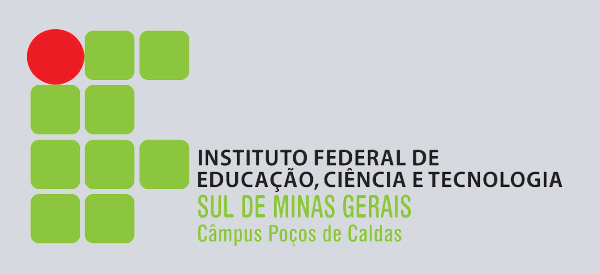 INSTITUTO FEDERAL DE
EDUCAÇÃO, CIÊNCIA E TECNOLOGIA
SUL DE MINAS GERAIS
Câmpus Poços de Caldas